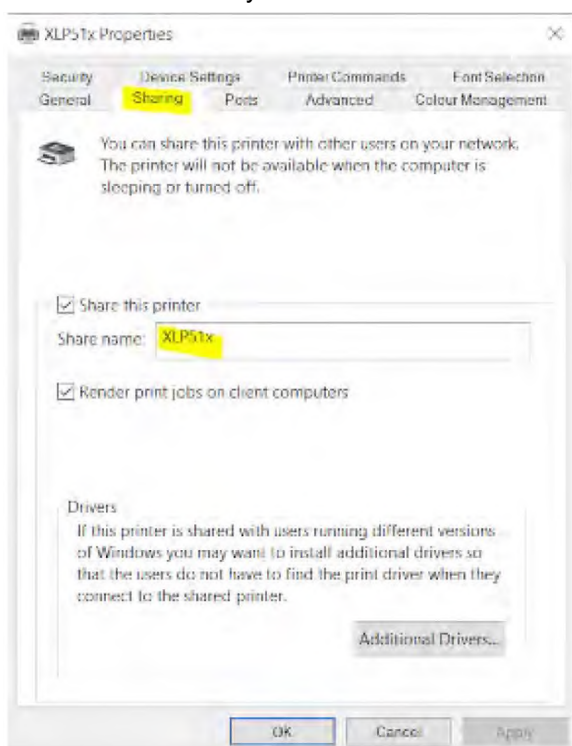 XLP51x Properties
Security Device Settings Printer Commands Font Selection
General Sharing Ports Advanced Colour Management
You can share this printer with other users on your network.
The printer will not be available when the computer is
sleeping or turned off.
Share this printer
Share name: XLP51x
Render print jobs on client computers
Drivers
If this printer is shared with users running different versions
of Windows you may want to install additional drivers so
that the users do not have to find the print driver when they
connect to the shared printer.
Additional Drivers...
OK Cancel Apply